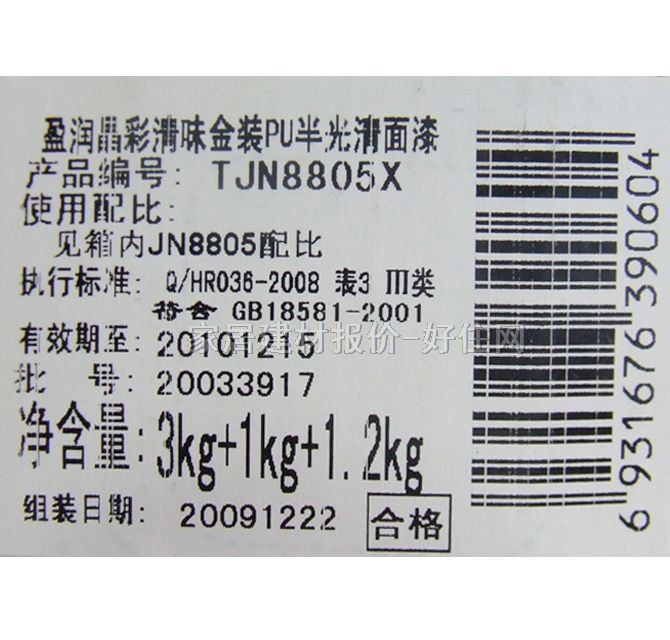 盈润晶彩清味金装PU半光清面漆
产品编号: TJN8805X
使用配比:
见箱内JN8805配比
执行标准: Q/HR036-2008 表3 Ⅲ类
符合 GB18581-2001
有效期至: 20101215
家居建材报价-好住网
批 号: 20033917
净含量: 3kg+1kg+1.2kg
组装日期: 20091222
合格
6931676390604